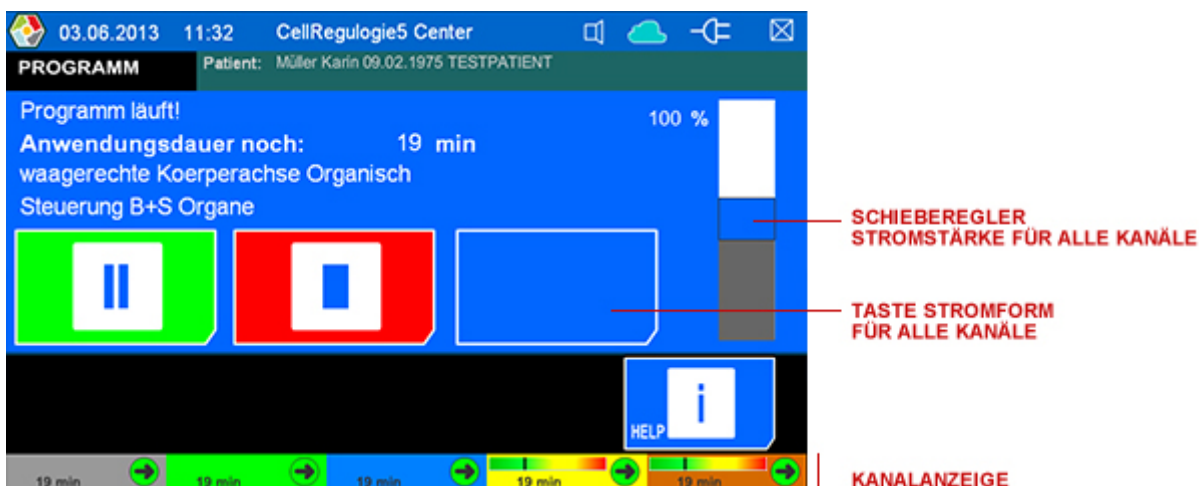 03.06.2013 11:32 CellRegulogie5 Center
PROGRAMM Patient: Müller Karin 09.02.1975 TESTPATIENT
Programm läuft!
100 %
Anwendungsdauer noch: 19 min
waagerechte Koerperachse Organisch
Steuerung B+S Organe
SCHIEBEREGLER
STROMSTÄRKE FÜR ALLE KANÄLE
TASTE STROMFORM
FÜR ALLE KANÄLE
i
HELP
19 min 19 min 19 min 19 min 19 min
KANALANZEIGE